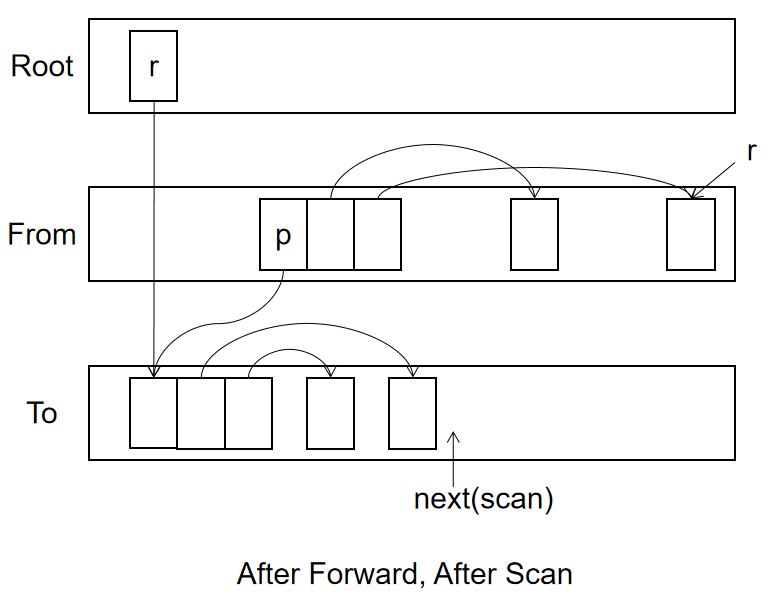 Root
r
r
From
p
To
next(scan)
After Forward, After Scan